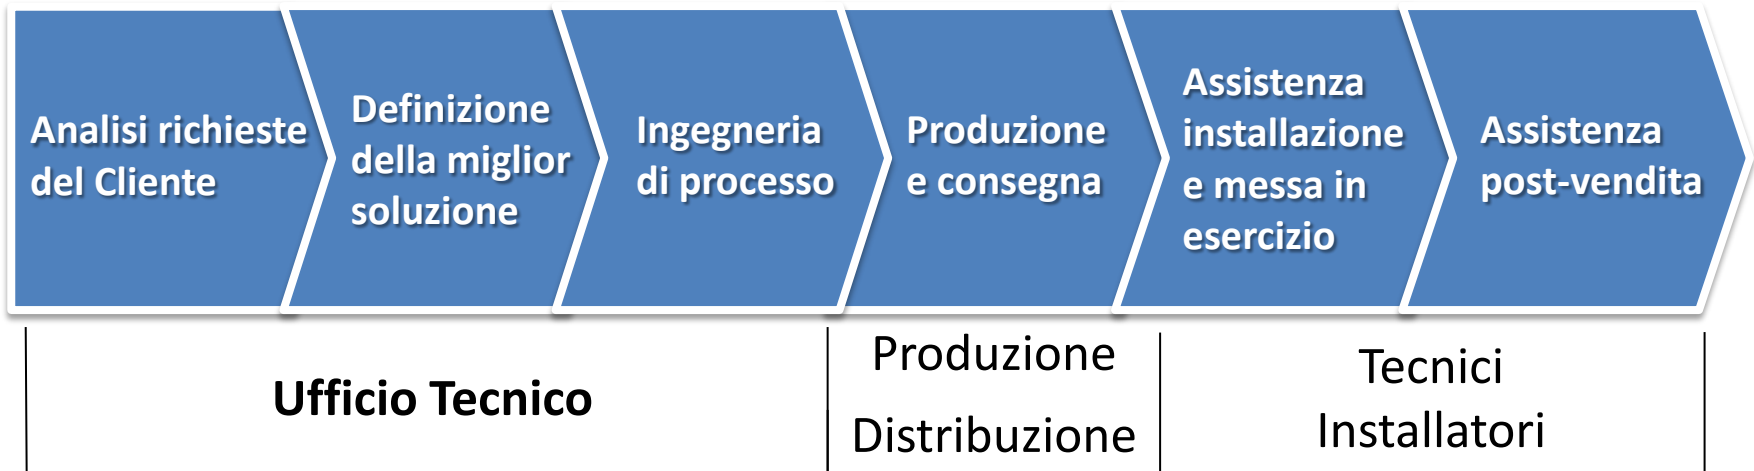 Analisi richieste
del Cliente
Definizione
della miglior
soluzione
Ingegneria
di processo
Produzione
e consegna
Assistenza
installazione
e messa in
esercizio
Assistenza
post-vendita
Ufficio Tecnico
Produzione
Distribuzione
Tecnici
Installatori